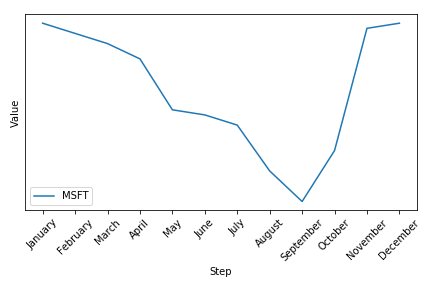 Value
MSFT
January
February
March
April
May
June
July
August
September
October
November
December
Step